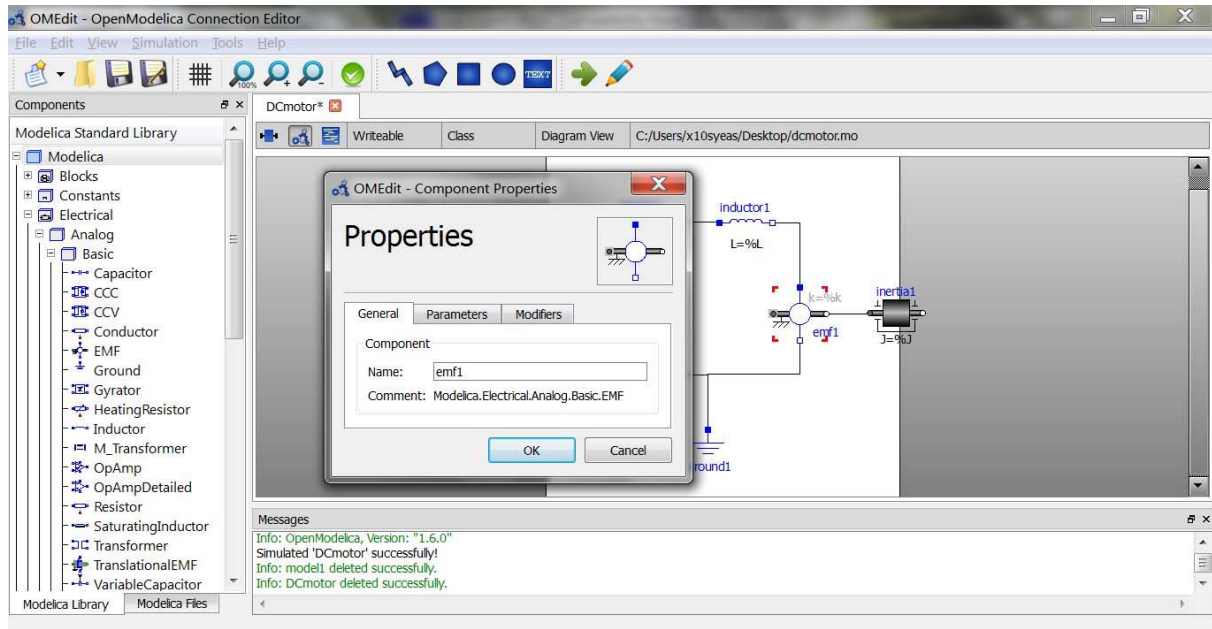 OMEdit - OpenModelica Connection Editor
File Edit View Simulation Tools Help
100%
TEXT
Components
DCmotor*
Modelica Standard Library
Writeable Class Diagram View C:/Users/x10syeas/Desktop/dcmotor.mo
Modelica
Blocks
Constants
Electrical
Analog
Basic
Capacitor
CCC
CCV
Conductor
EMF
Ground
Gyrator
HeatingResistor
Inductor
M_Transformer
OpAmp
OpAmpDetailed
Resistor
SaturatingInductor
Transformer
TranslationalEMF
VariableCapacitor
Modelica Library Modelica Files
OMEdit - Component Properties
Properties
General Parameters Modifiers
Component
Name: emf1
Comment: Modelica.Electrical.Analog.Basic.EMF
OK Cancel
inductor1
L=%L
k=%k
emf1
inertia1
J=%J
round1
Messages
Info: OpenModelica, Version: "1.6.0"
Simulated 'DCmotor' successfully!
Info: model1 deleted successfully.
Info: DCmotor deleted successfully.